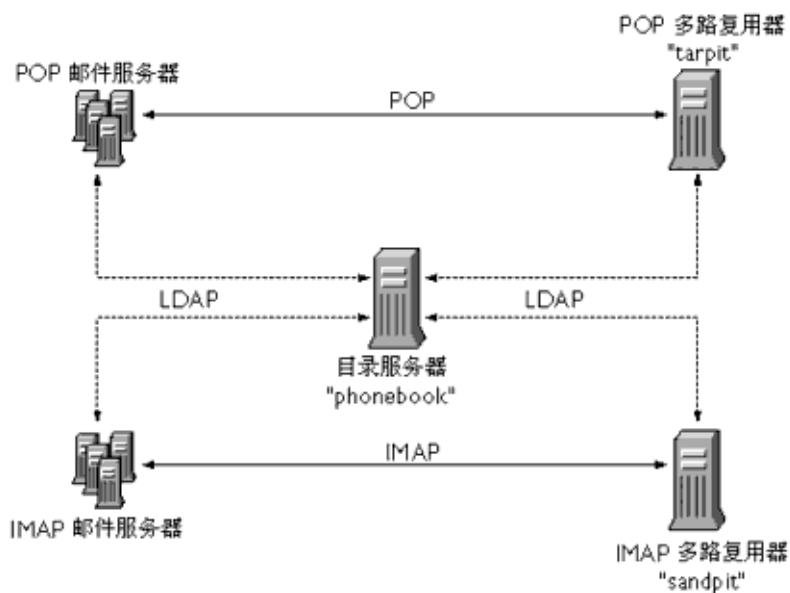 POP 多路复用器
"tarpit"
POP 邮件服务器
POP
LDAP
LDAP
目录服务器
"phonebook"
IMAP
IMAP 邮件服务器
IMAP 多路复用器
"sandpit"